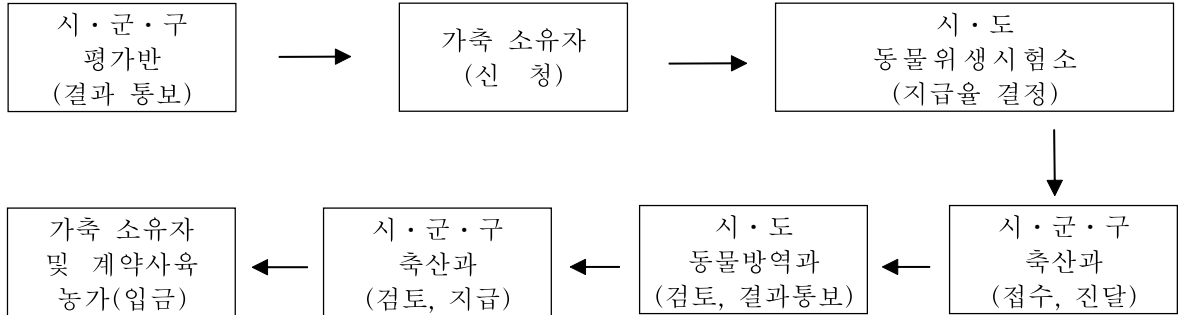 시·군·구
평가반
(결과 통보)
가축 소유자
(신 청)
시·도
동물위생시험소
(지급율 결정)
시·군·구
축산과
(접수, 진달)
시·도
동물방역과
(검토, 결과통보)
시·군·구
축산과
(검토, 지급)
가축 소유자
및 계약사육
농가(입금)